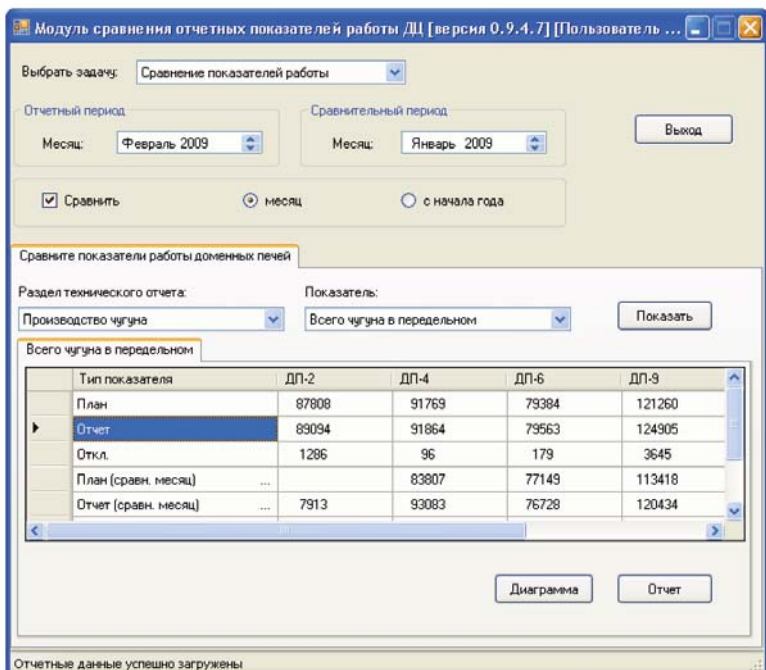 Модуль сравнения отчетных показателей работы ДЦ [версия 0.9.4.7] [Пользователь ...
Выбрать задачу: Сравнение показателей работы
Отчетный период Сравнительный период
Месяц: Февраль 2009 Месяц: Январь 2009 Выход
Сравнить месяц с начала года
Сравните показатели работы доменных печей
Раздел технического отчета: Показатель:
Производство чугуна Всего чугуна в передельном Показать
Всего чугуна в передельном
Тип показателя ДП-2 ДП-4 ДП-6 ДП-9
План 87808 91769 79384 121260
Отчет 89094 91864 79563 124905
Откл. 1286 96 179 3645
План (сравн. месяц) ... 83807 77149 113418
Отчет (сравн. месяц) ... 7913 93083 76728 120434
Диаграмма Отчет
Отчетные данные успешно загружены